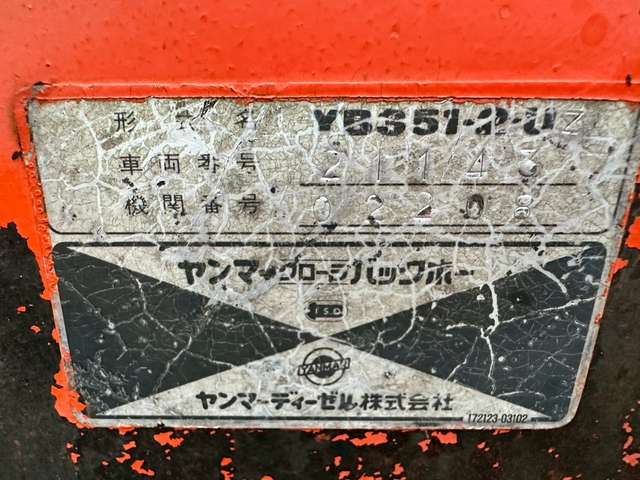 形式名 YB351-2-UZ
車両番号 21143
機関番号 02208
ヤンマークローラバックホー
YANMAR
ヤンマーディーゼル株式会社
172123-03102